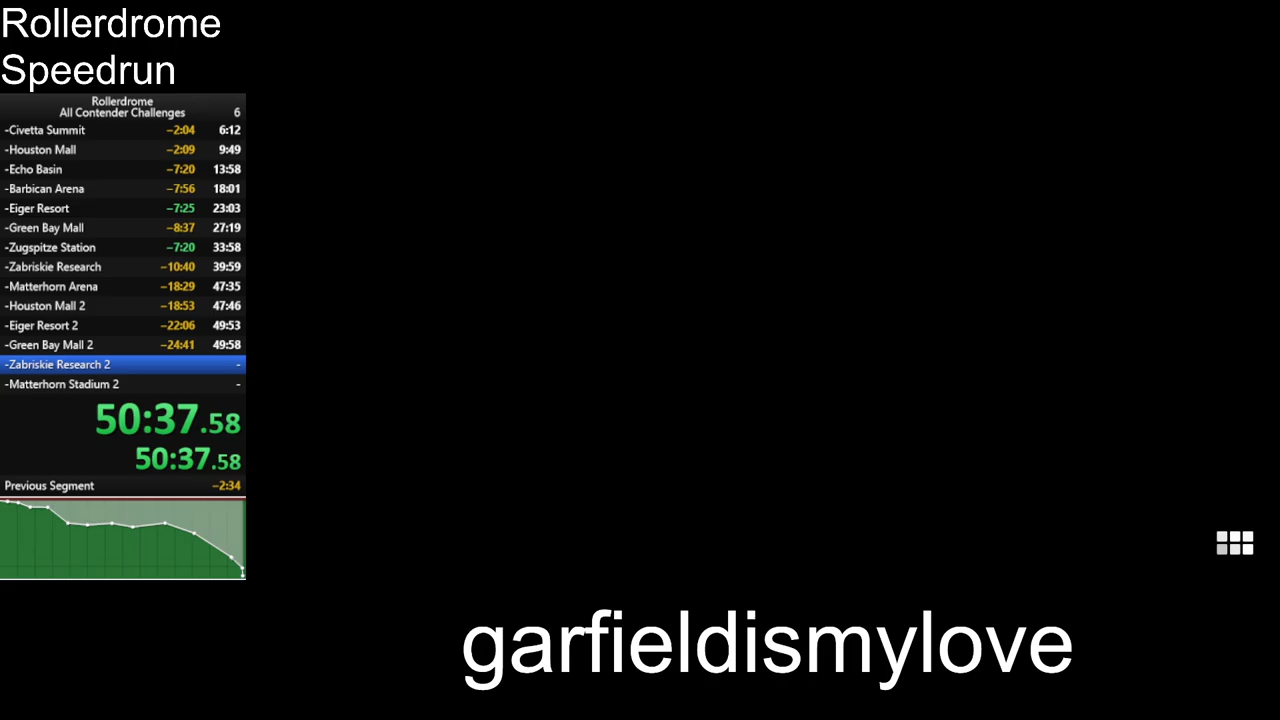 Rollerdrome
Speedrun
Rollerdrome
All Contender Challenges 6
-Civetta Summit −2:04 6:12
-Houston Mall −2:09 9:49
-Echo Basin −7:20 13:58
-Barbican Arena −7:56 18:01
-Eiger Resort −7:25 23:03
-Green Bay Mall −8:37 27:19
-Zugspitze Station −7:20 33:58
-Zabriskie Research −10:40 39:59
-Matterhorn Arena −18:29 47:35
-Houston Mall 2 −18:53 47:46
-Eiger Resort 2 −22:06 49:53
-Green Bay Mall 2 −24:41 49:58
-Zabriskie Research 2 -
-Matterhorn Stadium 2 -
50:37.58
50:37.58
Previous Segment −2:34
garfieldismylove